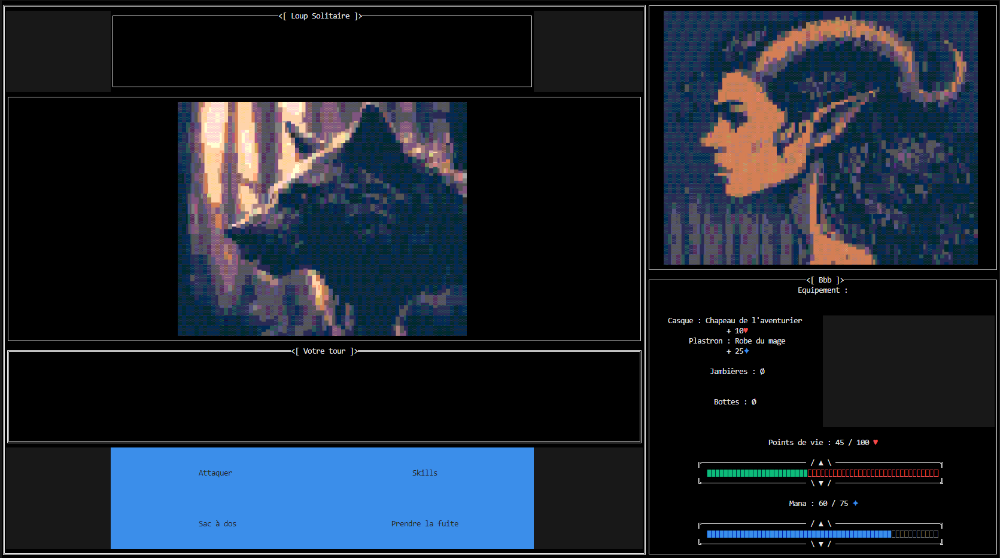 <[ Loup Solitaire ]>
<[ Votre tour ]>
Attaquer
Skills
Sac à dos
Prendre la fuite
<[ Bbb ]>
Equipement :
Casque : Chapeau de l'aventurier
+ 10♥
Plastron : Robe du mage
+ 25✦
Jambières : Ø
Bottes : Ø
Points de vie : 45 / 100 ♥
/ ▲ \
\ ▼ /
Mana : 60 / 75 ✦
/ ▲ \
\ ▼ /